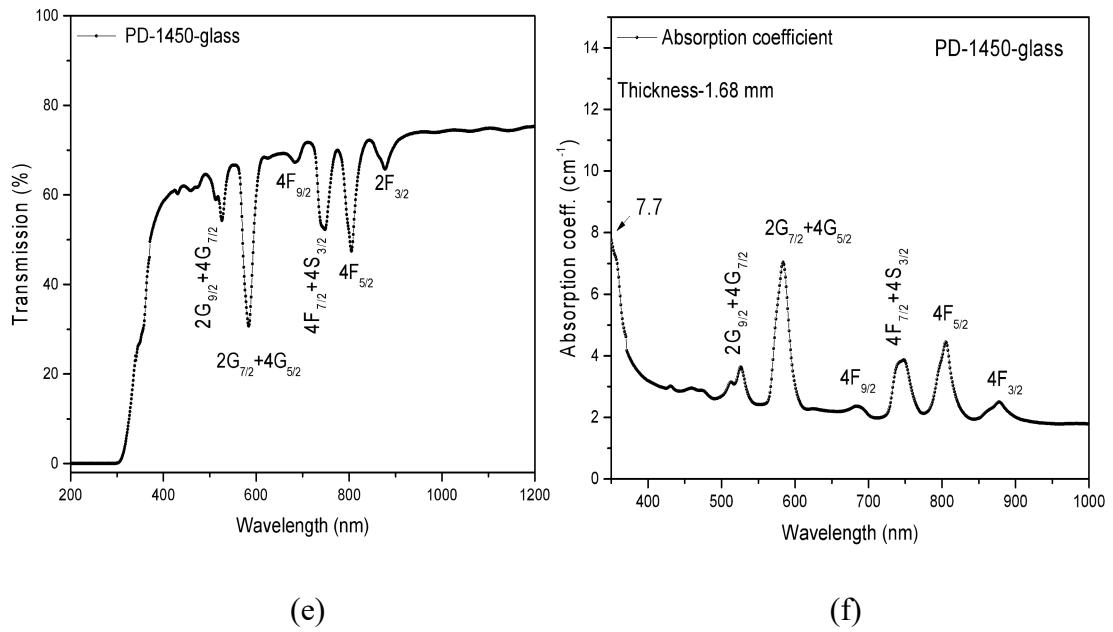 PD-1450-glass
Transmission (%)
100
80
60
40
20
0
2G9/2+4G7/2
2G7/2+4G5/2
4F9/2
4F7/2+4S3/2
4F5/2
2F3/2
200
400
600
800
1000
1200
Wavelength (nm)
(e)
Absorption coefficient
PD-1450-glass
Thickness-1.68 mm
Absorption coeff. (cm-1)
14
12
10
8
6
4
2
0
7.7
2G9/2+4G7/2
2G7/2+4G5/2
4F9/2
4F7/2+4S3/2
4F5/2
4F3/2
400
500
600
700
800
900
1000
Wavelength (nm)
(f)